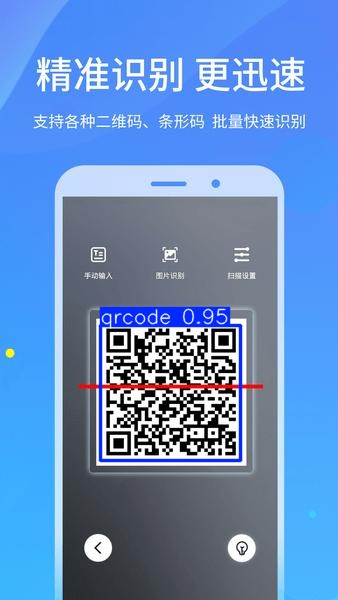 精准识别 更迅速
支持各种二维码、条形码 批量快速识别
手动输入 图片识别 扫描设置
qrcode 0.95